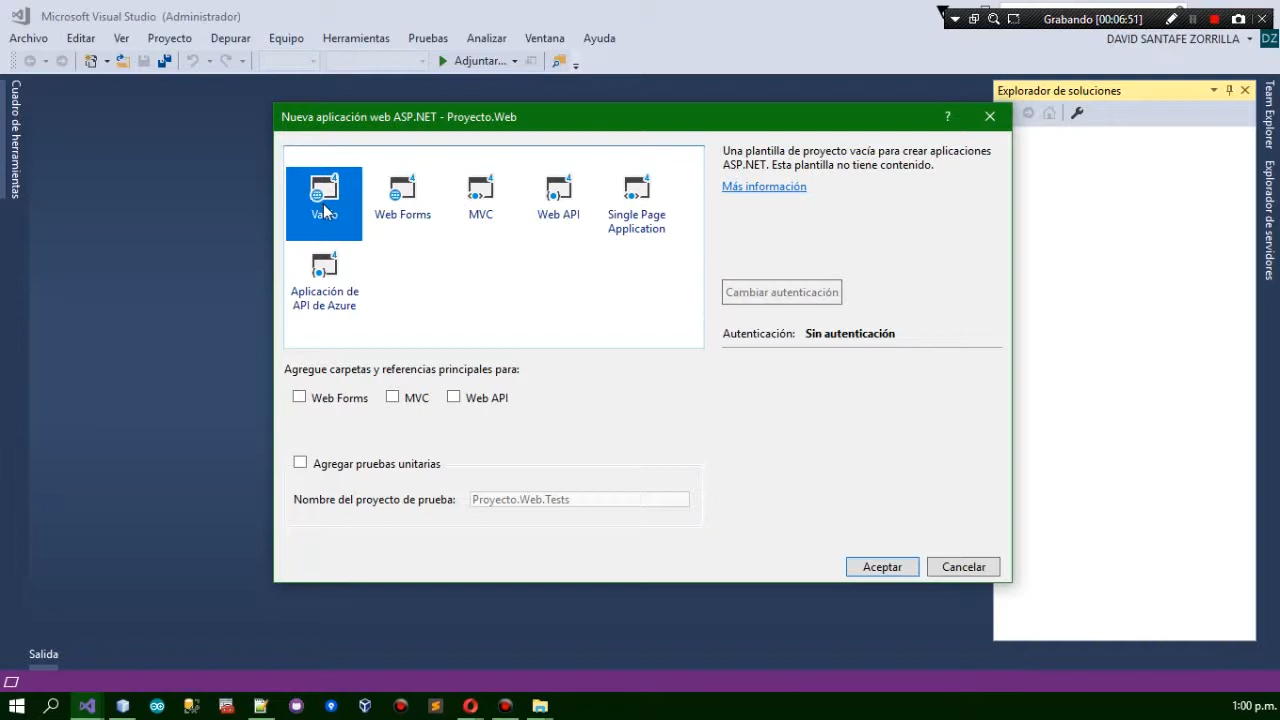 Microsoft Visual Studio (Administrador)
Grabando [00:06:51]
Archivo Editar Ver Proyecto Depurar Equipo Herramientas Pruebas Analizar Ventana Ayuda
DAVID SANTAFE ZORRILLA DZ
Adjuntar...
Cuadro de herramientas
Explorador de soluciones
Team Explorer
Explorador de servidores
Nueva aplicación web ASP.NET - Proyecto.Web
?
Web Forms
MVC
Web API
Single Page
Application
Aplicación de
API de Azure
Una plantilla de proyecto vacía para crear aplicaciones
ASP.NET. Esta plantilla no tiene contenido.
Más información
Cambiar autenticación
Autenticación: Sin autenticación
Agregue carpetas y referencias principales para:
Web Forms MVC Web API
Agregar pruebas unitarias
Nombre del proyecto de prueba: Proyecto.Web.Tests
Aceptar Cancelar
Salida
1:00 p.m.